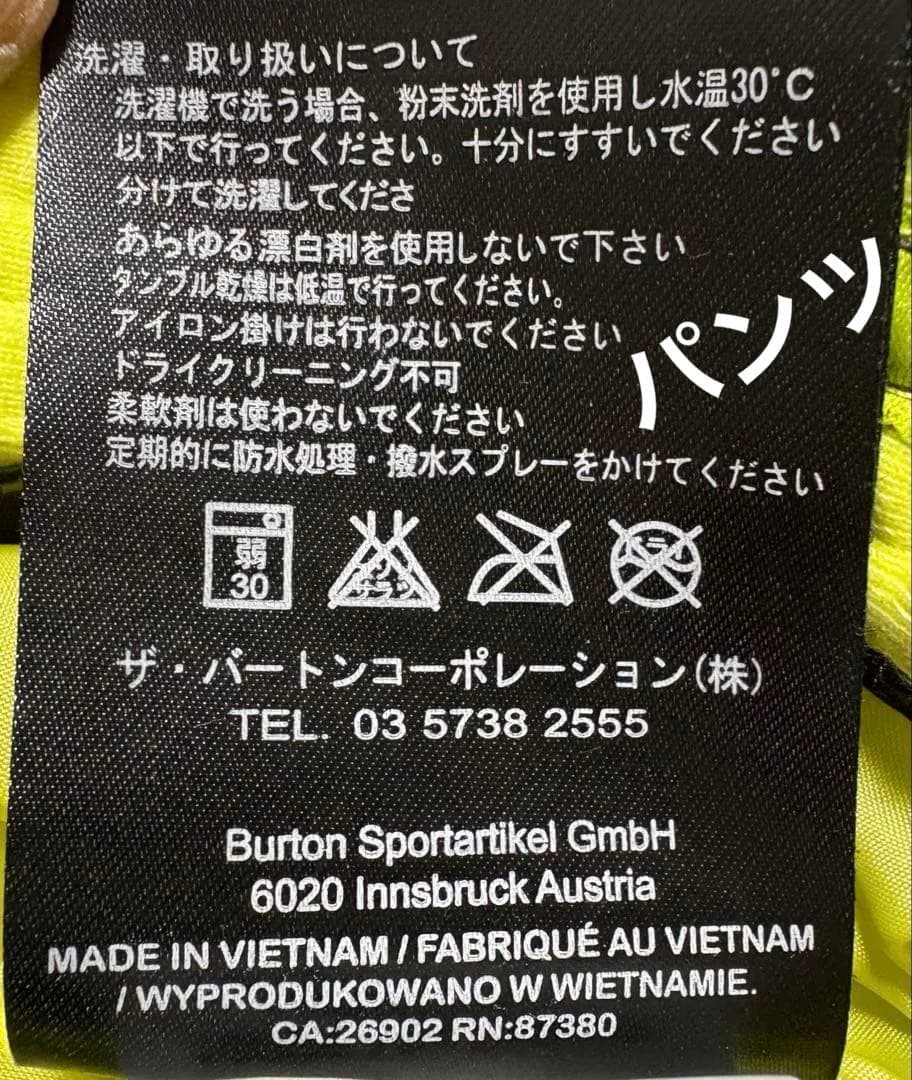 洗濯・取り扱いについて
洗濯機で洗う場合、粉末洗剤を使用し水温30°C
以下で行ってください。十分にすすいでください
分けて洗濯してくださ
あらゆる漂白剤を使用しないで下さい
タンブル乾燥は低温で行ってください。
アイロン掛けは行わないでください
ドライクリーニング不可
柔軟剤は使わないでください
定期的に防水処理・撥水スプレーをかけてください
パンツ
弱
30
エンソ
サラシ
ドライ
ザ・バートンコーポレーション(株)
TEL. 03 5738 2555
Burton Sportartikel GmbH
6020 Innsbruck Austria
MADE IN VIETNAM / FABRIQUÉ AU VIETNAM
/ WYPRODUKOWANO W WIETNAMIE.
CA:26902 RN:87380